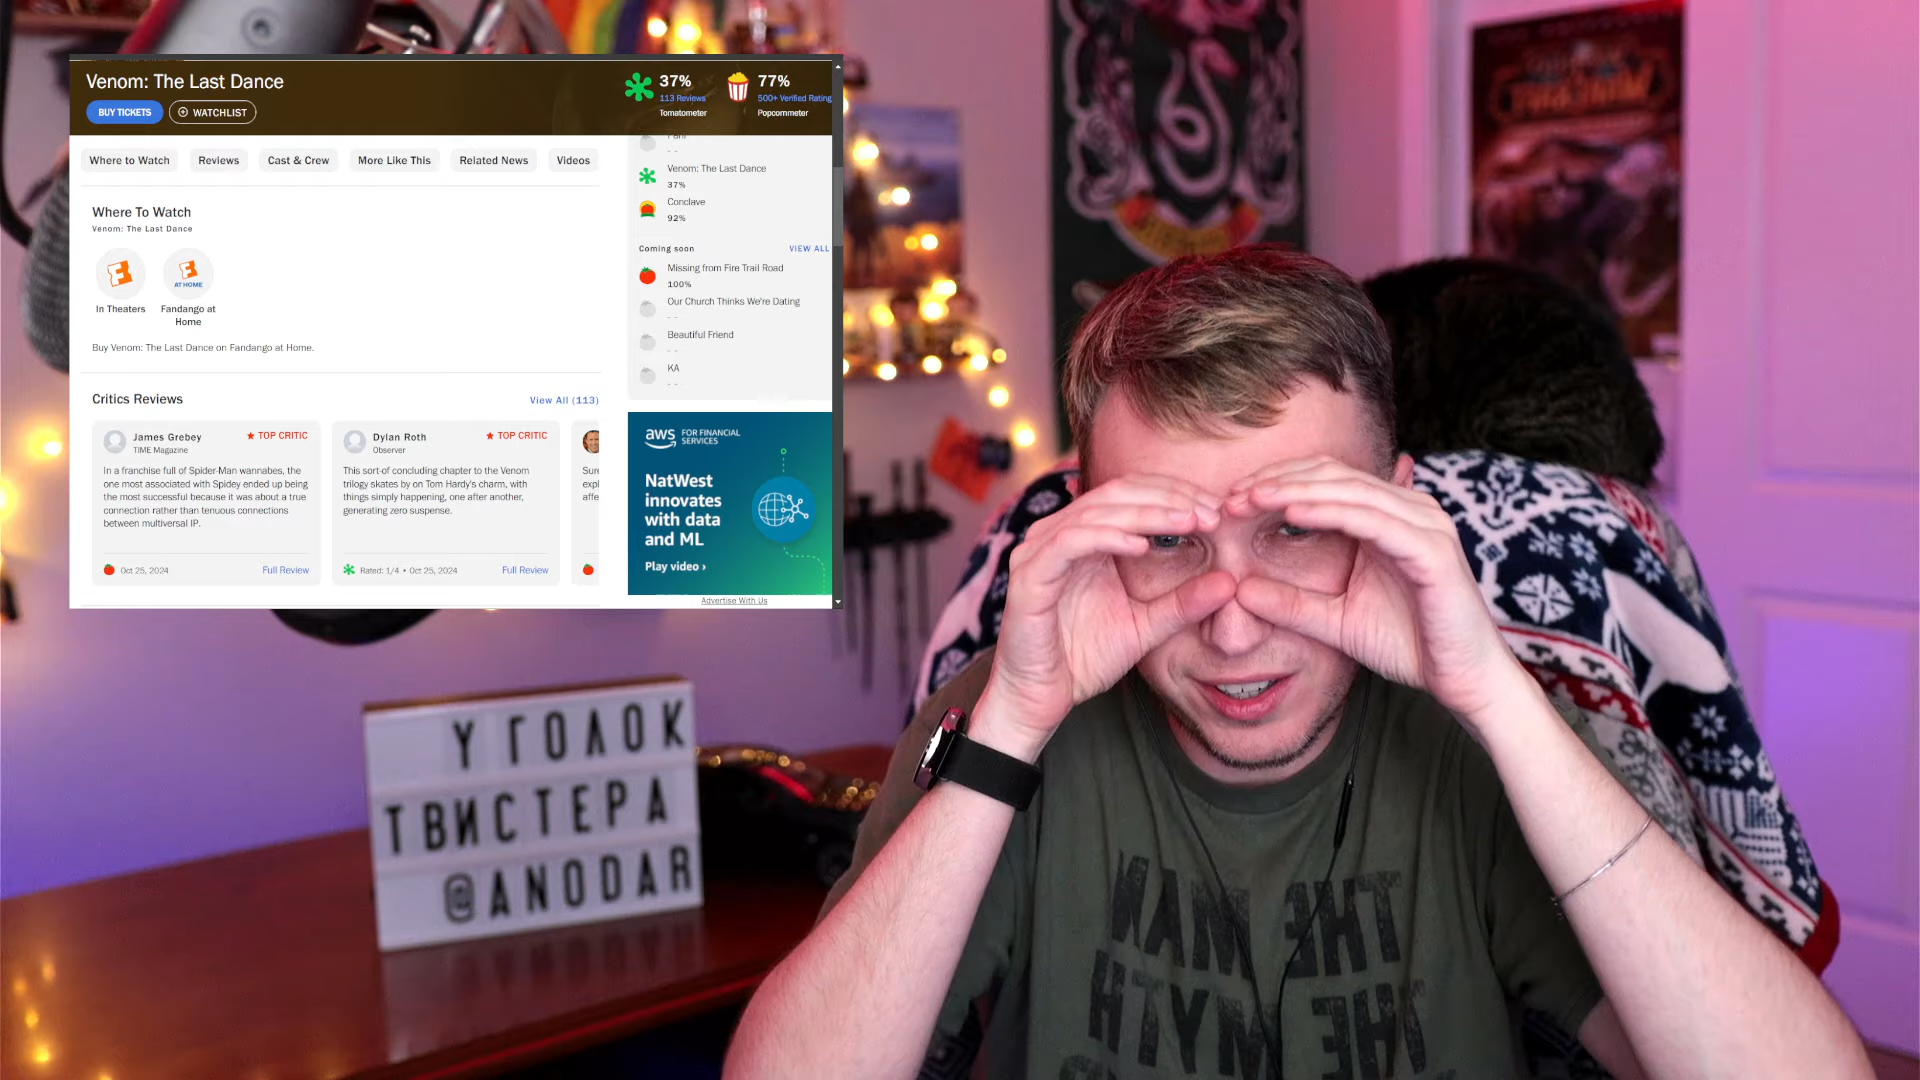 Venom: The Last Dance
BUY TICKETS
WATCHLIST
37%
113 Reviews
Tomatometer
77%
500+ Verified Rating
Popcornmeter
Where to Watch
Reviews
Cast & Crew
More Like This
Related News
Videos
Where To Watch
Venom: The Last Dance
In Theaters
AT HOME
Fandango at
Home
Buy Venom: The Last Dance on Fandango at Home.
Critics Reviews
View All (113)
James Grebey
TIME Magazine
TOP CRITIC
In a franchise full of Spider-Man wannabes, the
one most associated with Spidey ended up being
the most successful because it was about a true
connection rather than tenuous connections
between multiversal IP.
Oct 25, 2024
Full Review
Dylan Roth
Observer
TOP CRITIC
This sort-of concluding chapter to the Venom
trilogy skates by on Tom Hardy's charm, with
things simply happening, one after another,
generating zero suspense.
Rated: 1/4 • Oct 25, 2024
Full Review
- -
Venom: The Last Dance
37%
Conclave
92%
Coming soon
VIEW ALL
Missing from Fire Trail Road
100%
Our Church Thinks We're Dating
- -
Beautiful Friend
- -
KA
- -
aws FOR FINANCIAL
SERVICES
NatWest
innovates
with data
and ML
Play video ›
Advertise With Us
УГОЛОК
ТВИСТЕРА
@ANODAR
THE MAN
THE MYTH